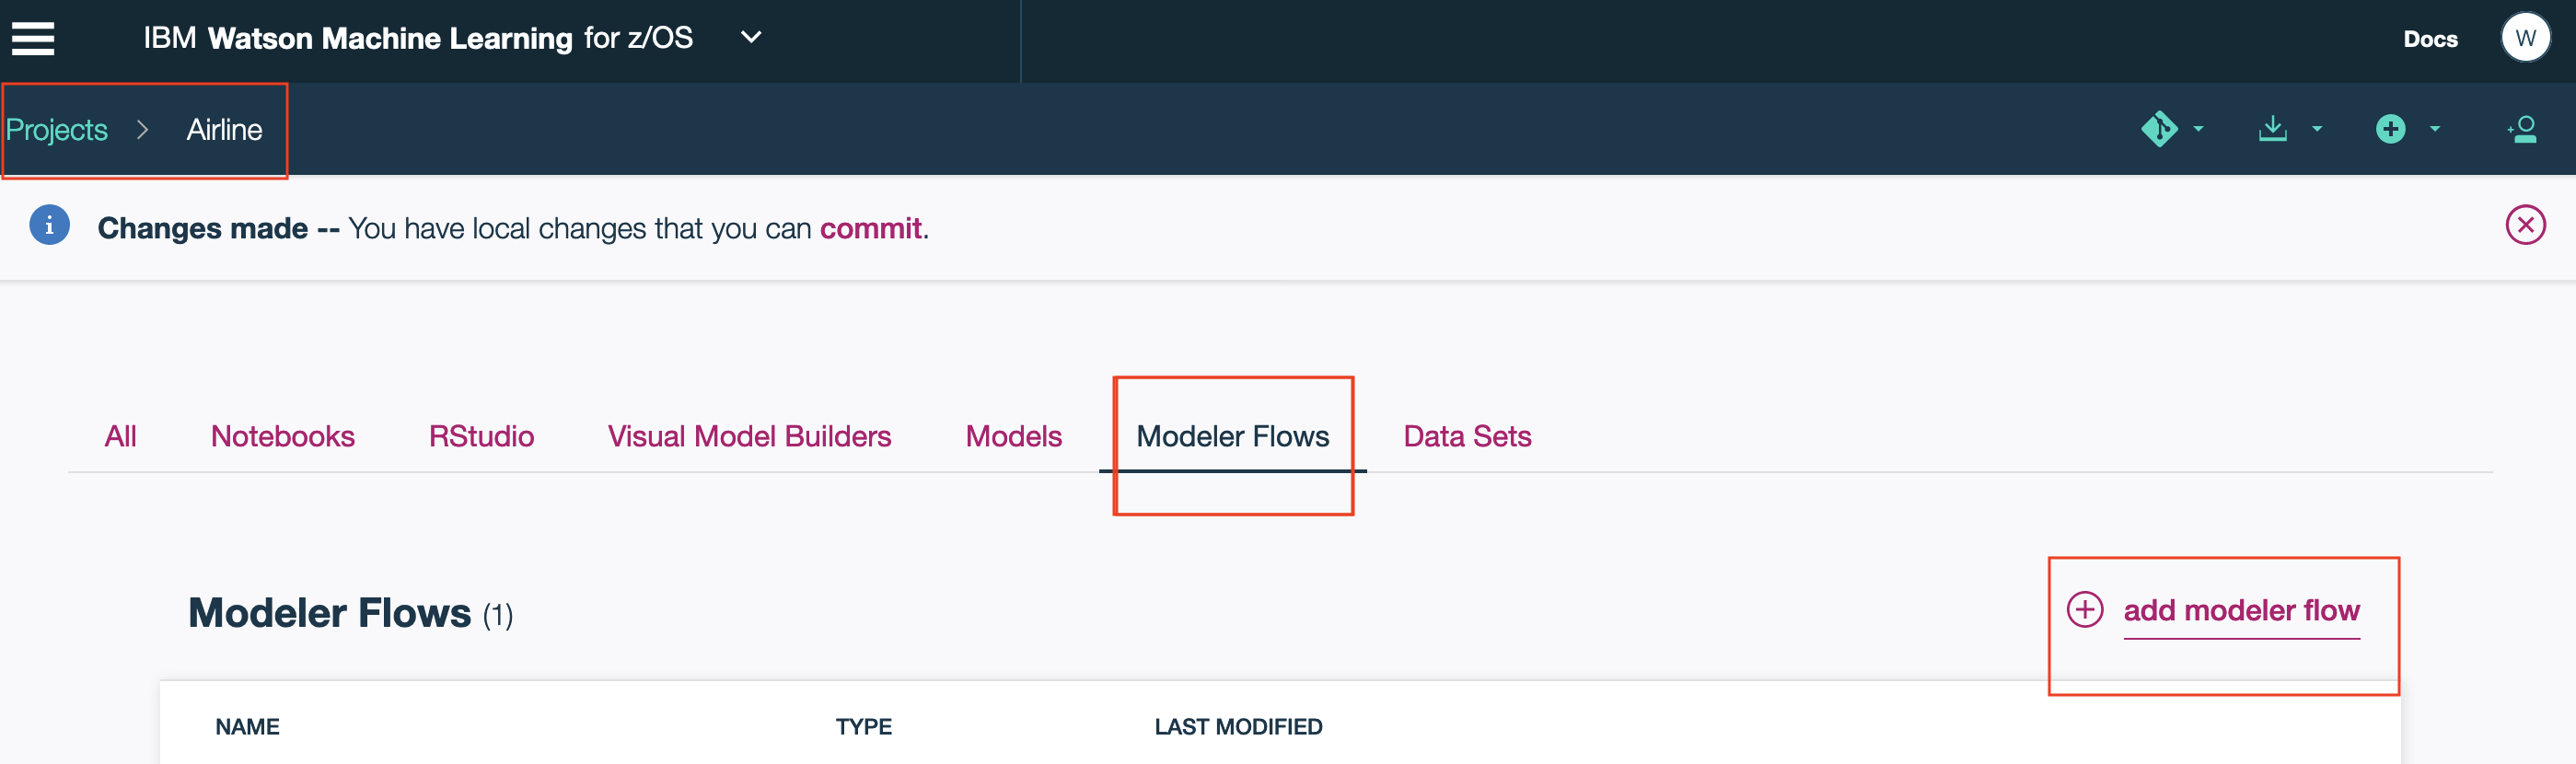 IBM Watson Machine Learning for z/OS
Docs
W
Projects > Airline
Changes made -- You have local changes that you can commit.
All Notebooks RStudio Visual Model Builders Models Modeler Flows Data Sets
Modeler Flows (1)
add modeler flow
NAME TYPE LAST MODIFIED